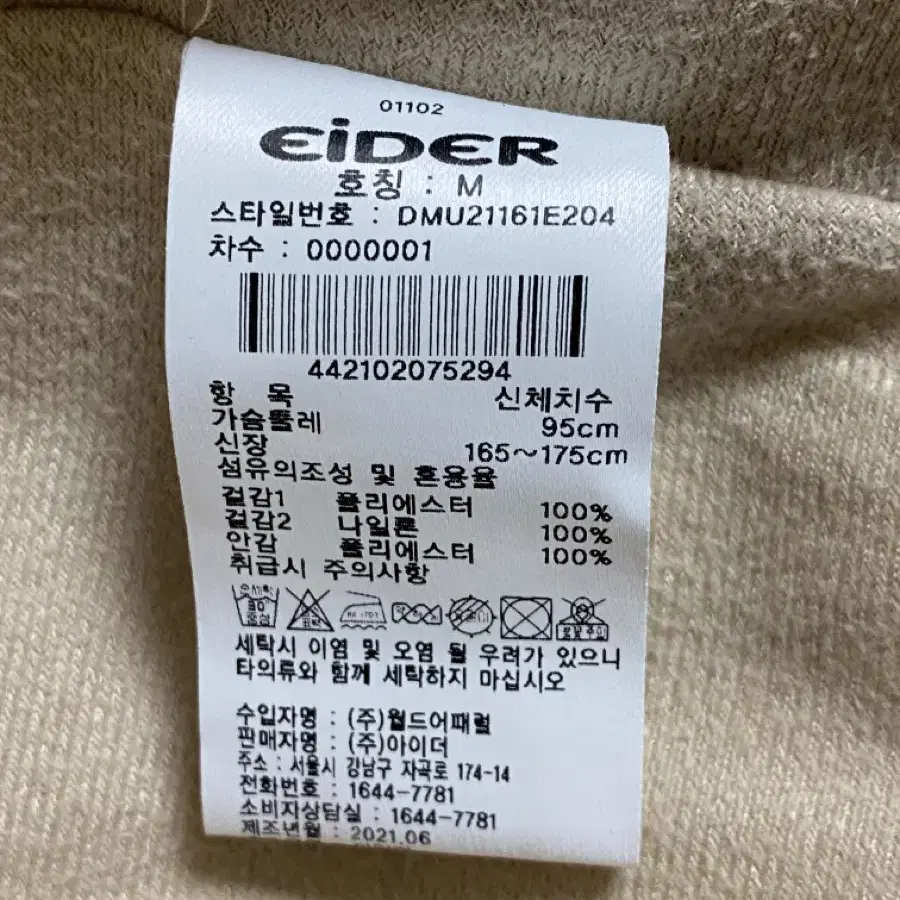 01102
EiDER
호칭 : M
스타일번호 : DMU21161E204
차수 : 0000001
442102075294
항 목 신체치수
가슴둘레 95cm
신장 165~175cm
섬유의조성 및 혼용율
겉감1 폴리에스터 100%
겉감2 나일론 100%
안감 폴리에스터 100%
취급시 주의사항
손세탁
30
중성
세탁시 이염 및 오염 될 우려가 있으니
타의류와 함께 세탁하지 마십시오
수입자명 : (주)월드어패럴
판매자명 : (주)아이더
주소 : 서울시 강남구 자곡로 174-14
전화번호 : 1644-7781
소비자상담실 : 1644-7781
제조년월 : 2021.06